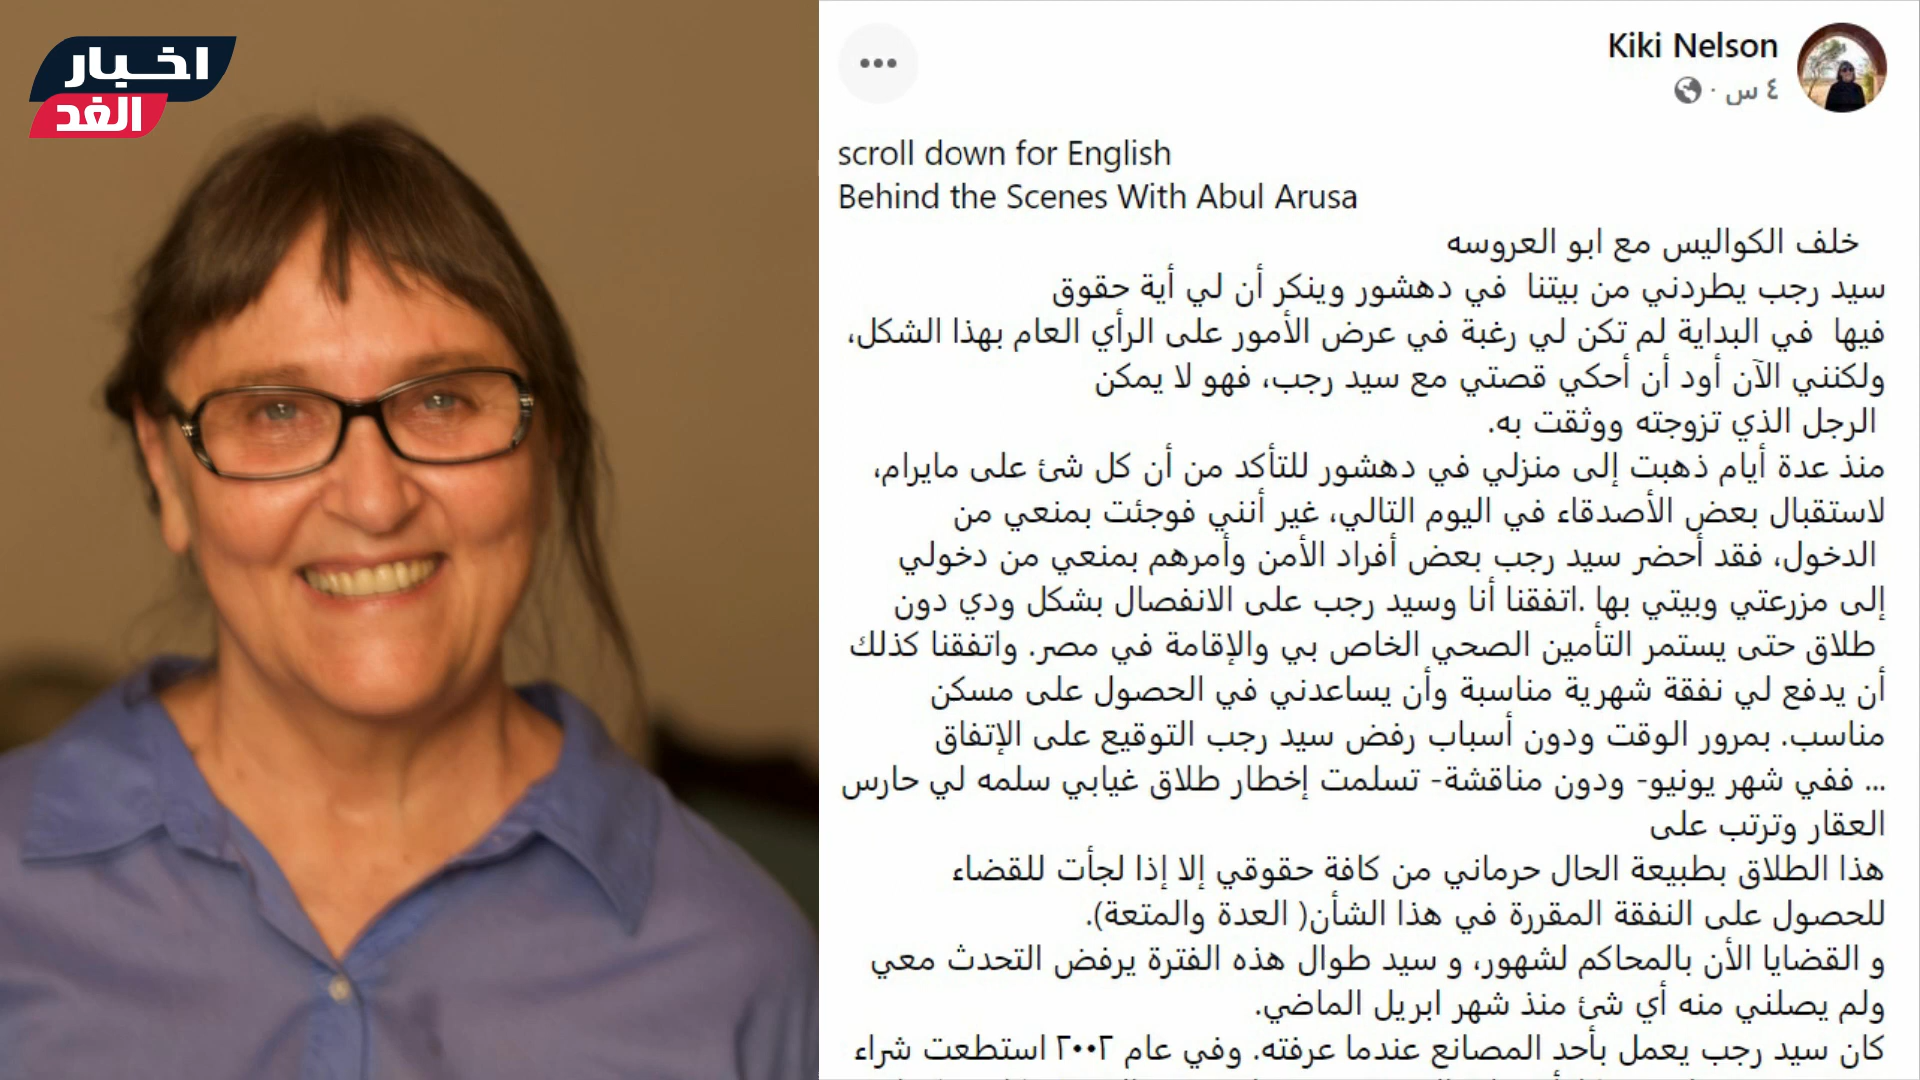 اخبار
الغد
Kiki Nelson
٤ س ·
scroll down for English
Behind the Scenes With Abul Arusa
خلف الكواليس مع ابو العروسه
سيد رجب يطردني من بيتنا في دهشور وينكر أن لي أية حقوق
فيها في البداية لم تكن لي رغبة في عرض الأمور على الرأي العام بهذا الشكل،
ولكنني الآن أود أن أحكي قصتي مع سيد رجب، فهو لا يمكن
الرجل الذي تزوجته ووثقت به.
منذ عدة أيام ذهبت إلى منزلي في دهشور للتأكد من أن كل شئ على مايرام،
لاستقبال بعض الأصدقاء في اليوم التالي، غير أنني فوجئت بمنعي من
الدخول، فقد أحضر سيد رجب بعض أفراد الأمن وأمرهم بمنعي من دخولي
إلى مزرعتي وبيتي بها .اتفقنا أنا وسيد رجب على الانفصال بشكل ودي دون
طلاق حتى يستمر التأمين الصحي الخاص بي والإقامة في مصر. واتفقنا كذلك
أن يدفع لي نفقة شهرية مناسبة وأن يساعدني في الحصول على مسكن
مناسب. بمرور الوقت ودون أسباب رفض سيد رجب التوقيع على الإتفاق
... ففي شهر يونيو- ودون مناقشة- تسلمت إخطار طلاق غيابي سلمه لي حارس
العقار وترتب على
هذا الطلاق بطبيعة الحال حرماني من كافة حقوقي إلا إذا لجأت للقضاء
للحصول على النفقة المقررة في هذا الشأن( العدة والمتعة).
و القضايا الأن بالمحاكم لشهور، و سيد طوال هذه الفترة يرفض التحدث معي
ولم يصلني منه أي شئ منذ شهر ابريل الماضي.
كان سيد رجب يعمل بأحد المصانع عندما عرفته. وفي عام ٢٠٠٢ استطعت شراء